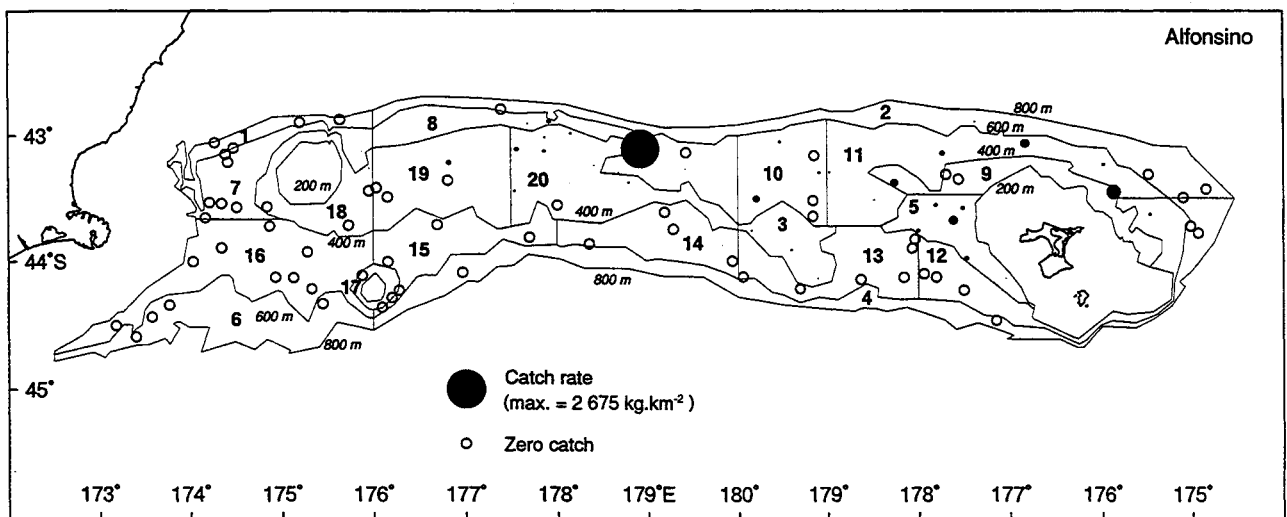 Alfonsino
43°
44°S
45°
800 m
2
600 m
400 m
8
1
11
10
9
19
20
200 m
7
200 m
5
18
400 m
400 m
3
15
14
16
13
12
17
800 m
4
6
600 m
800 m
Catch rate
(max. = 2 675 kg.km-2 )
Zero catch
173° 174° 175° 176° 177° 178° 179°E 180° 179° 178° 177° 176° 175°